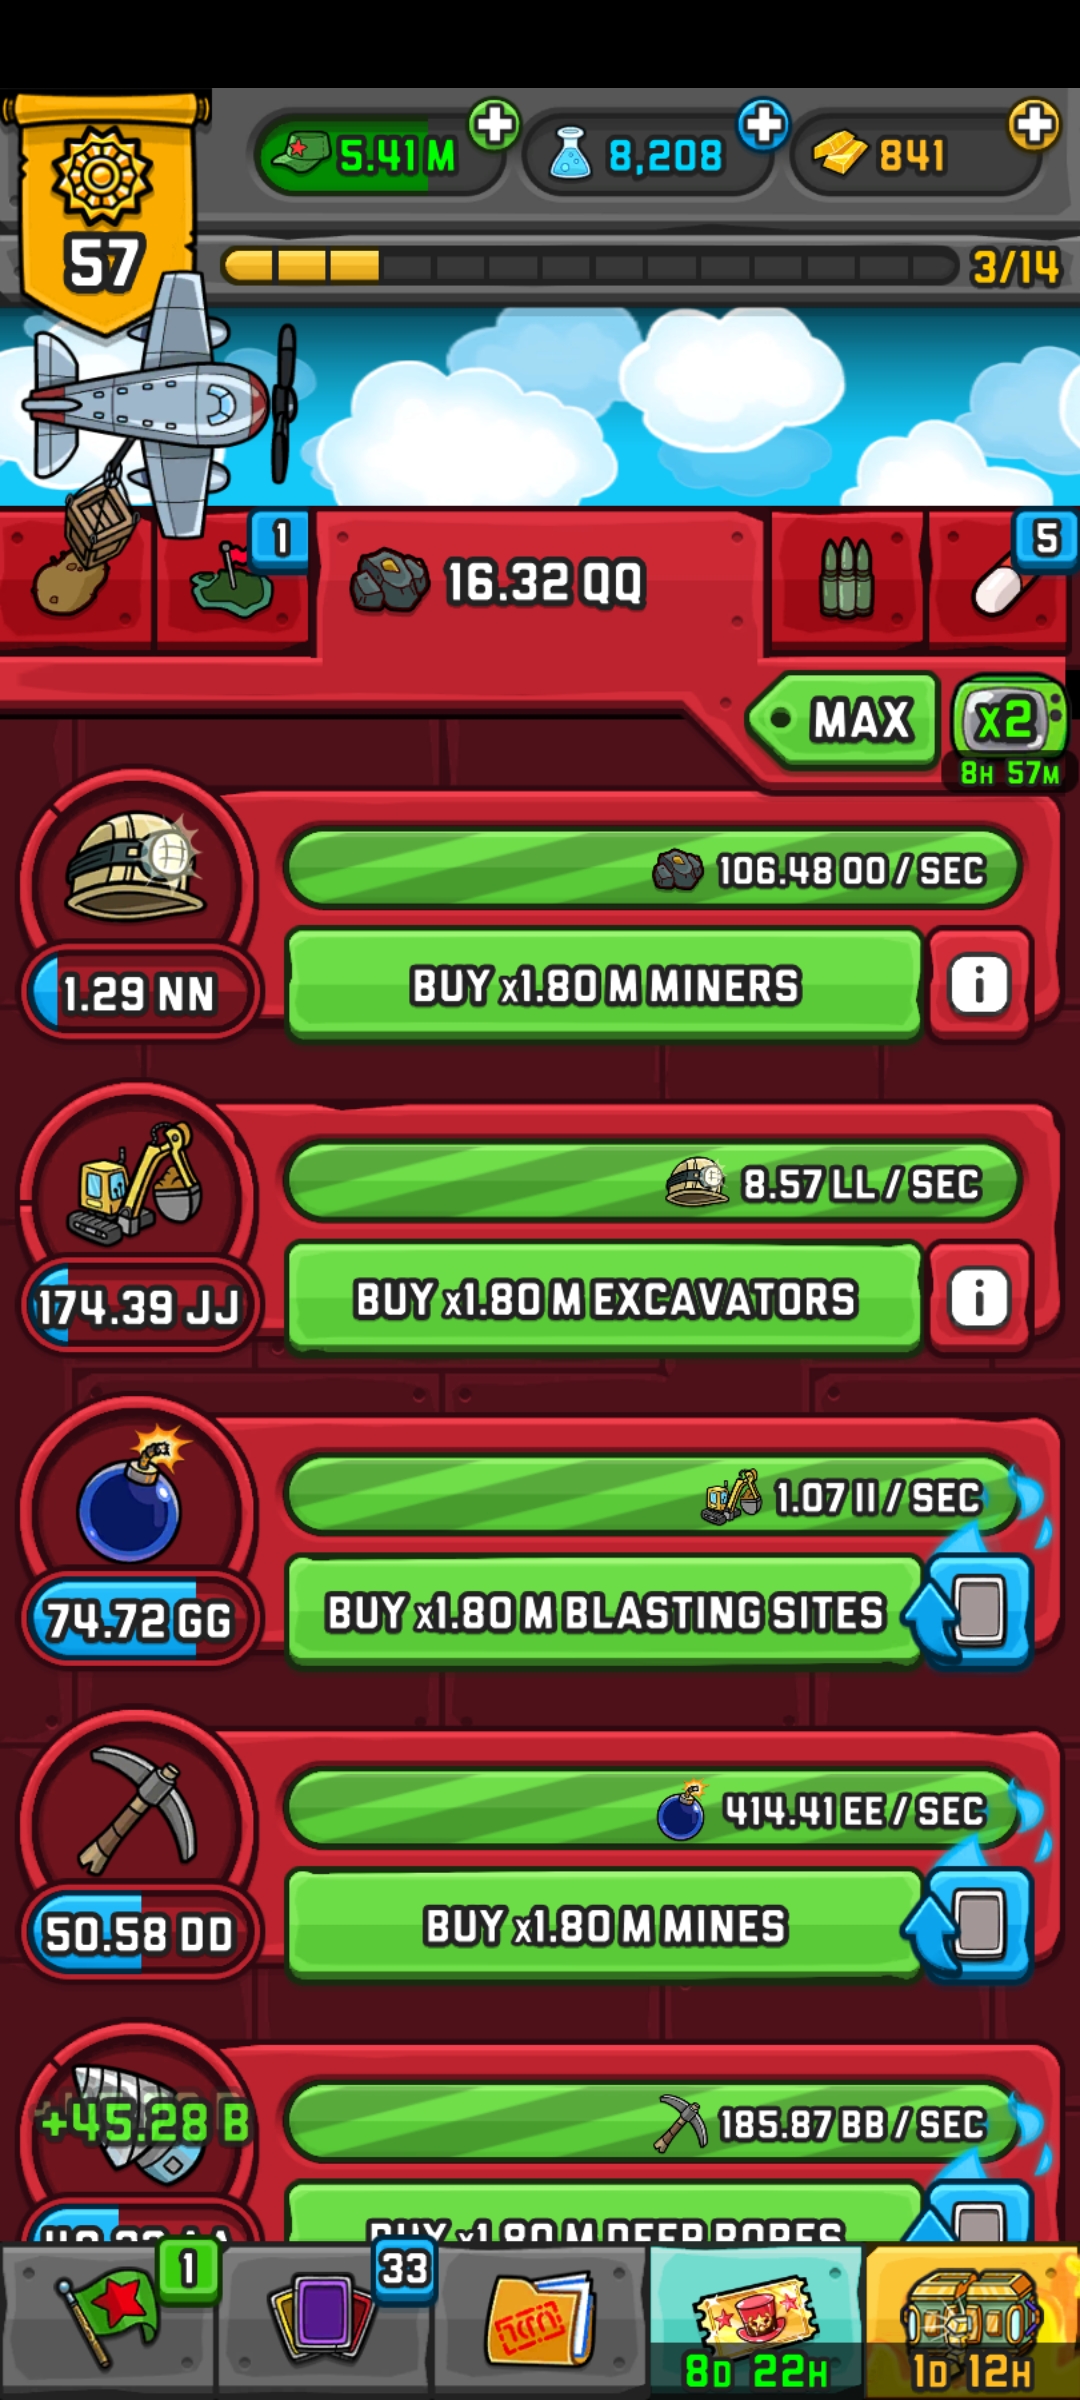 5.41 M
8,208
841
57
3/14
1
16.32 QQ
5
MAX
x2
8H 57M
106.48 OO / SEC
1.29 NN
BUY x1.80 M MINERS
i
8.57 LL / SEC
174.39 JJ
BUY x1.80 M EXCAVATORS
i
1.07 II / SEC
74.72 GG
BUY x1.80 M BLASTING SITES
414.41 EE / SEC
50.58 DD
BUY x1.80 M MINES
+45.28 B
185.87 BB / SEC
BUY x1.80 M DEEP BORES
1
33
8D 22H
1D 12H